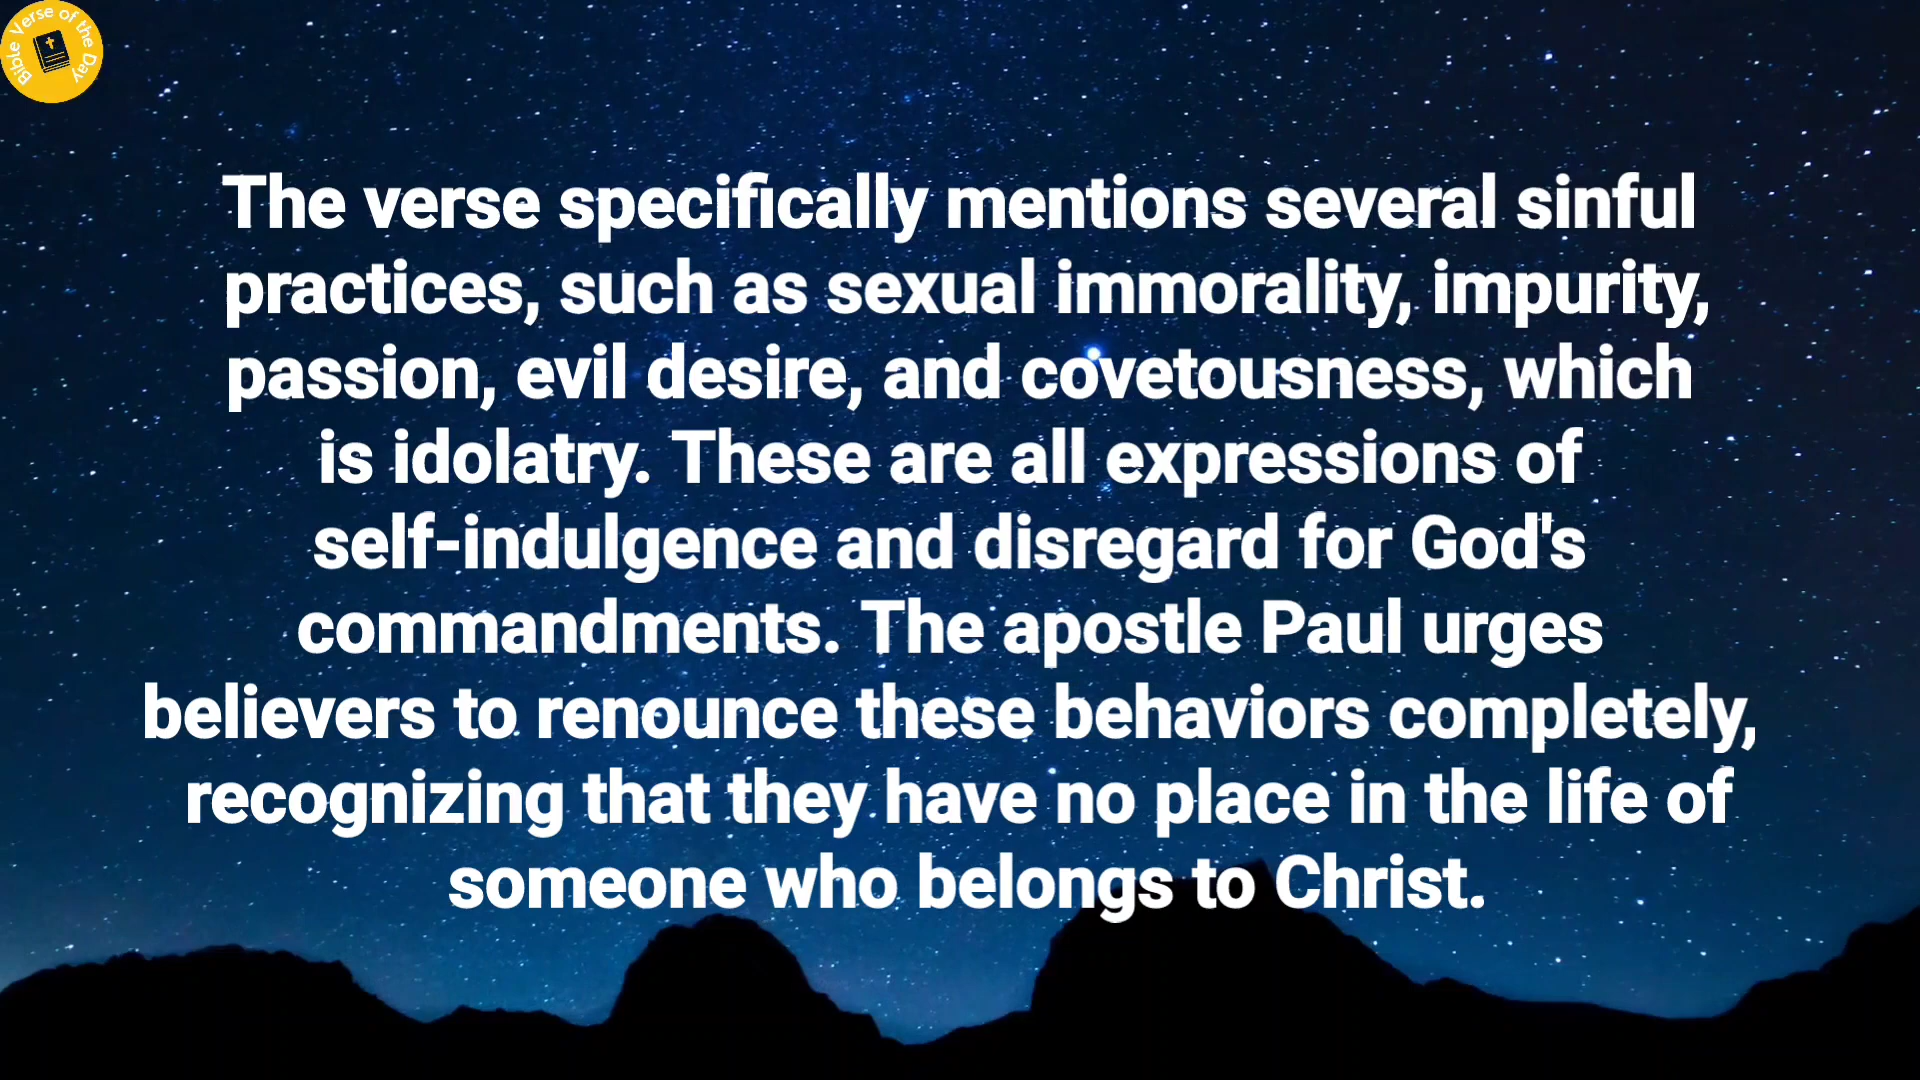 Bible Verse of the Day
The verse specifically mentions several sinful
practices, such as sexual immorality, impurity,
passion, evil desire, and covetousness, which
is idolatry. These are all expressions of
self-indulgence and disregard for God's
commandments. The apostle Paul urges
believers to renounce these behaviors completely,
recognizing that they have no place in the life of
someone who belongs to Christ.